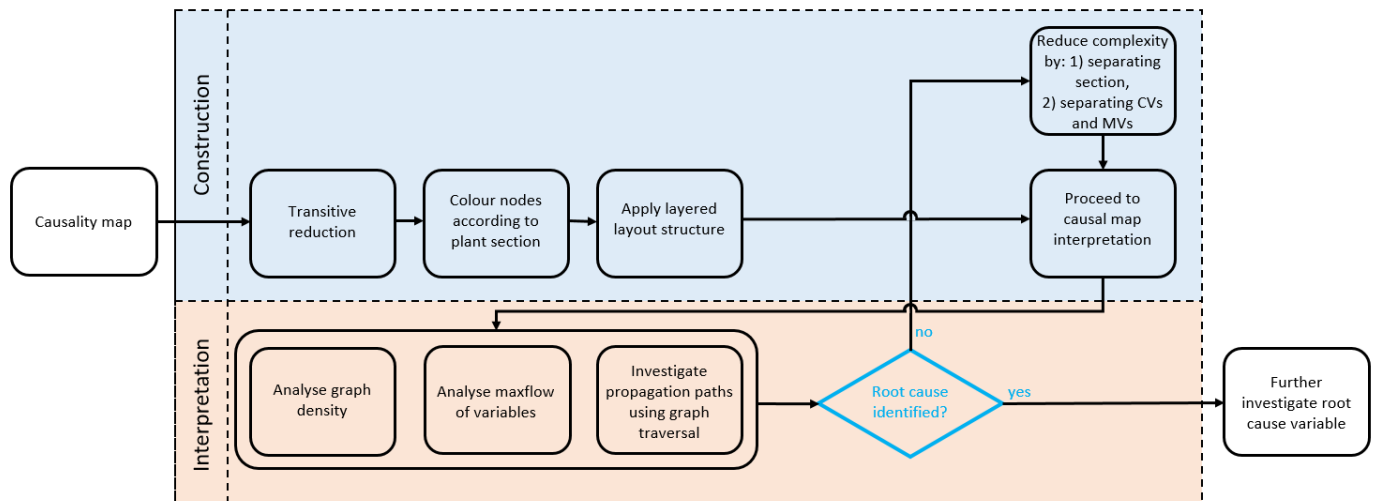 Construction
Reduce complexity
by: 1) separating
section,
2) separating CVs
and MVs
Causality map
Transitive
reduction
Colour nodes
according to
plant section
Apply layered
layout structure
Proceed to
causal map
interpretation
Interpretation
Analyse graph
density
Analyse maxflow
of variables
Investigate
propagation paths
using graph
traversal
no
Root cause
identified?
yes
Further
investigate root
cause variable